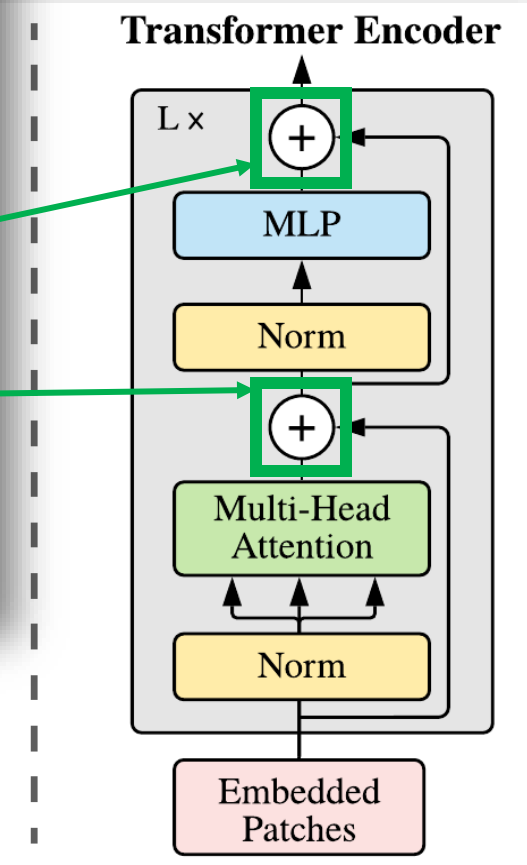 Transformer Encoder
L ×
+
MLP
Norm
+
Multi-Head
Attention
Norm
Embedded
Patches